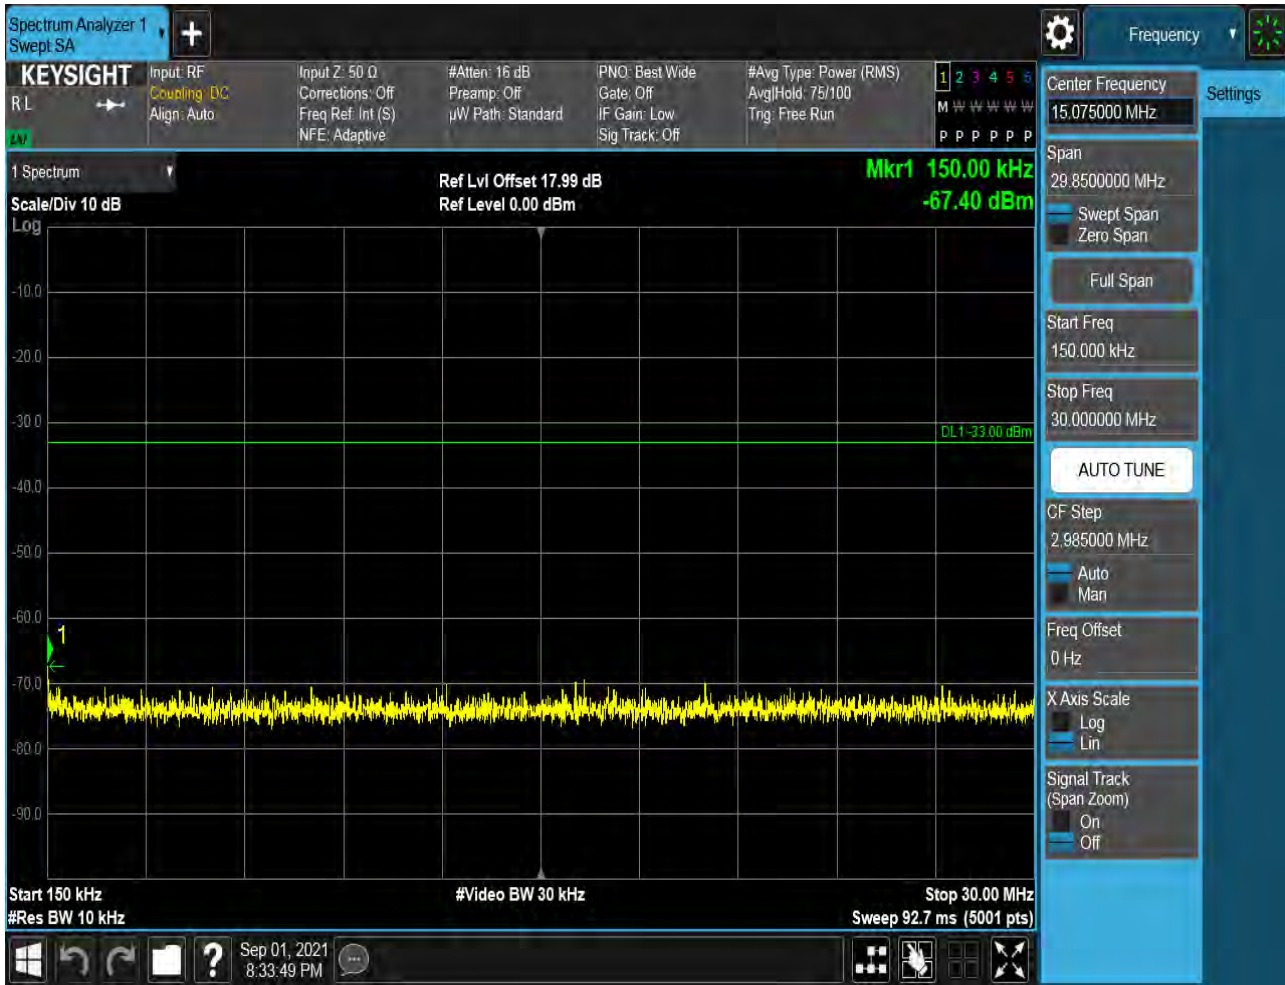 Spectrum Analyzer 1
Swept SA
Frequency
KEYSIGHT
R L
LXI
Input: RF
Coupling: DC
Align: Auto
Input Z: 50 Ω
Corrections: Off
Freq Ref: Int (S)
NFE: Adaptive
#Atten: 16 dB
Preamp: Off
µW Path: Standard
PNO: Best Wide
Gate: Off
IF Gain: Low
Sig Track: Off
#Avg Type: Power (RMS)
Avg|Hold: 75/100
Trig: Free Run
1 2 3 4 5 6
M W W W W W
P P P P P P
1 Spectrum
Scale/Div 10 dB
Log
Ref Lvl Offset 17.99 dB
Ref Level 0.00 dBm
Mkr1 150.00 kHz
-67.40 dBm
-10.0
-20.0
-30.0
DL1 -33.00 dBm
-40.0
-50.0
-60.0
1
-70.0
-80.0
-90.0
Start 150 kHz
#Video BW 30 kHz
Stop 30.00 MHz
#Res BW 10 kHz
Sweep 92.7 ms (5001 pts)
?
Sep 01, 2021
8:33:49 PM
Center Frequency
15.075000 MHz
Settings
Span
29.8500000 MHz
Swept Span
Zero Span
Full Span
Start Freq
150.000 kHz
Stop Freq
30.000000 MHz
AUTO TUNE
CF Step
2.985000 MHz
Auto
Man
Freq Offset
0 Hz
X Axis Scale
Log
Lin
Signal Track
(Span Zoom)
On
Off